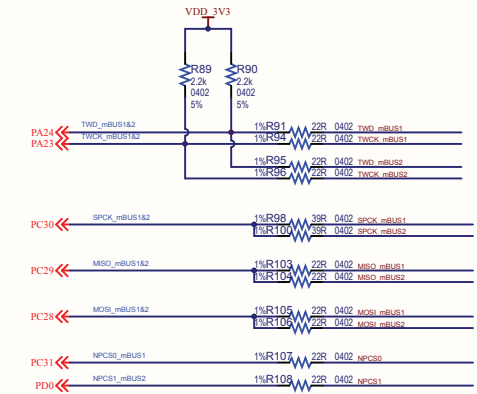 VDD_3V3
R89 R90
2.2k 2.2k
0402 0402
5% 5%
PA24 TWD_mBUS1&2 1% R91 22R 0402 TWD_mBUS1
PA23 TWCK_mBUS1&2 1% R94 22R 0402 TWCK_mBUS1
1% R95 22R 0402 TWD_mBUS2
1% R96 22R 0402 TWCK_mBUS2
PC30 SPCK_mBUS1&2 1% R98 39R 0402 SPCK_mBUS1
1% R100 39R 0402 SPCK_mBUS2
PC29 MISO_mBUS1&2 1% R103 22R 0402 MISO_mBUS1
1% R104 22R 0402 MISO_mBUS2
PC28 MOSI_mBUS1&2 1% R105 22R 0402 MOSI_mBUS1
1% R106 22R 0402 MOSI_mBUS2
PC31 NPCS0_mBUS1 1% R107 22R 0402 NPCS0
PD0 NPCS1_mBUS2 1% R108 22R 0402 NPCS1